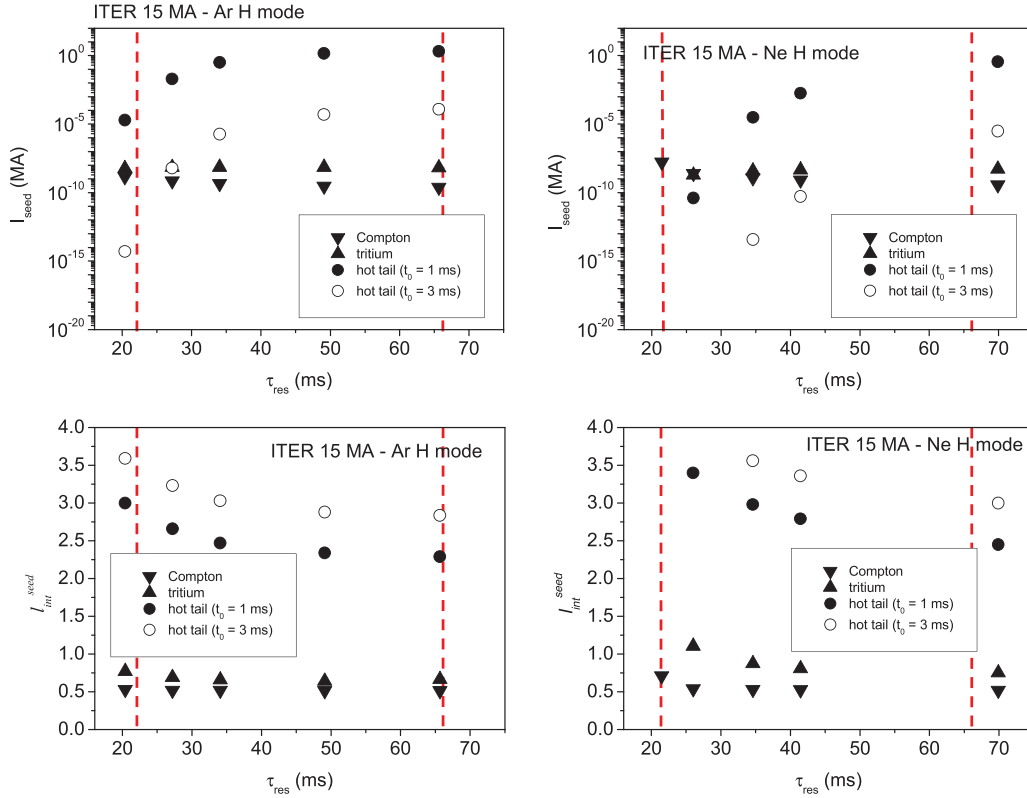 ITER 15 MA - Ar H mode
10^0
10^-5
10^-10
10^-15
10^-20
I_seed (MA)
Compton
tritium
hot tail (t_0 = 1 ms)
hot tail (t_0 = 3 ms)
20 30 40 50 60 70
τ_res (ms)
ITER 15 MA - Ne H mode
10^0
10^-5
10^-10
10^-15
10^-20
I_seed (MA)
Compton
tritium
hot tail (t_0 = 1 ms)
hot tail (t_0 = 3 ms)
20 30 40 50 60 70
τ_res (ms)
ITER 15 MA - Ar H mode
4.0
3.5
3.0
2.5
2.0
1.5
1.0
0.5
0.0
l_int^seed
Compton
tritium
hot tail (t_0 = 1 ms)
hot tail (t_0 = 3 ms)
20 30 40 50 60 70
τ_res (ms)
ITER 15 MA - Ne H mode
4.0
3.5
3.0
2.5
2.0
1.5
1.0
0.5
0.0
l_int^seed
Compton
tritium
hot tail (t_0 = 1 ms)
hot tail (t_0 = 3 ms)
20 30 40 50 60 70
τ_res (ms)